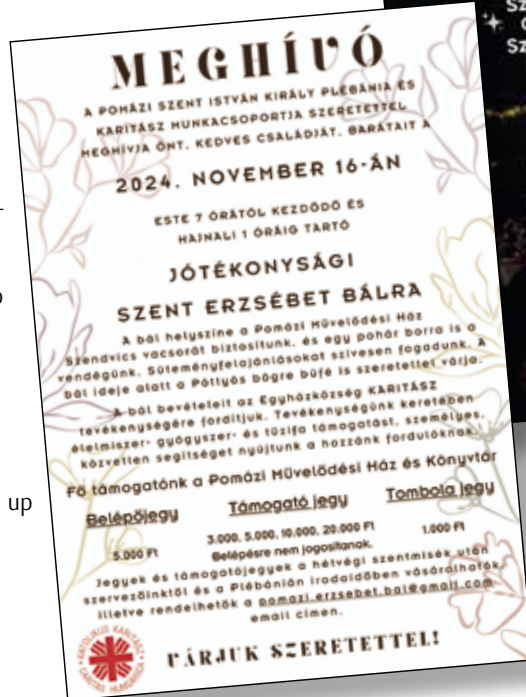 Sz
Sz
MEGHÍVÓ
A POMÁZI SZENT ISTVÁN KIRÁLY PLÉBÁNIA ÉS
KARITÁSZ MUNKACSOPORTJA SZERETETTEL
MEGHÍVJA ÖNT, KEDVES CSALÁDJÁT, BARÁTAIT A
2024. NOVEMBER 16-ÁN
ESTE 7 ÓRÁTÓL KEZDŐDŐ ÉS
HAJNALI 1 ÓRÁIG TARTÓ
JÓTÉKONYSÁGI
SZENT ERZSÉBET BÁLRA
A bál helyszíne a Pomázi Művelődési Ház
Szendvics vacsorát biztosítunk, és egy pohár borra is a
vendégünk. Süteményfelajánlásokat szívesen fogadunk. A
bál ideje alatt a Pöttyös bögre büfé is szeretettel várja.
A bál bevételeit az Egyházközség KARITÁSZ
tevékenységére fordítjuk. Tevékenységünk keretében
élelmiszer- gyógyszer- és tűzifa támogatást, személyes,
közvetlen segítséget nyújtunk a hozzánk fordulóknak.
Fő támogatónk a Pomázi Művelődési Ház és Könyvtár
Belépőjegy Támogató jegy Tombola jegy
5.000 Ft 3.000, 5.000, 10.000, 20.000 Ft 1.000 Ft
Belépésre nem jogosítanak.
Jegyek és támogatójegyek a hétvégi szentmisék után
szervezőinktől és a Plébánián irodaidőben vásárolhatók
illetve rendelhetők a pomazi.erzsebet.bal@gmail.com
email címen.
KATOLIKUS KARITÁSZ
CARITAS HUNGARICA
VÁRJUK SZERETETTEL!
up